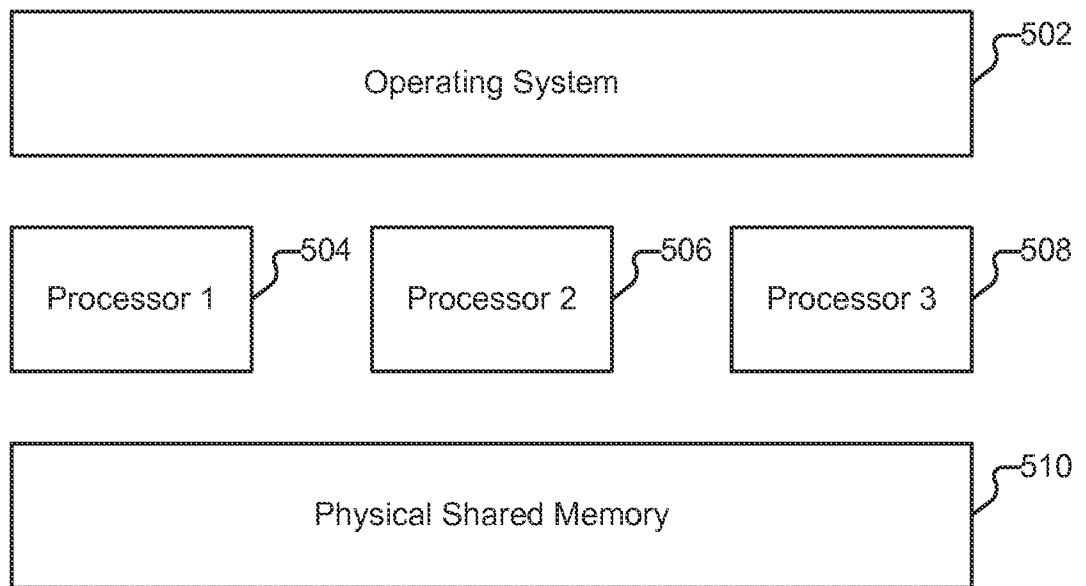 502
Operating System
504
506
508
Processor 1
Processor 2
Processor 3
510
Physical Shared Memory